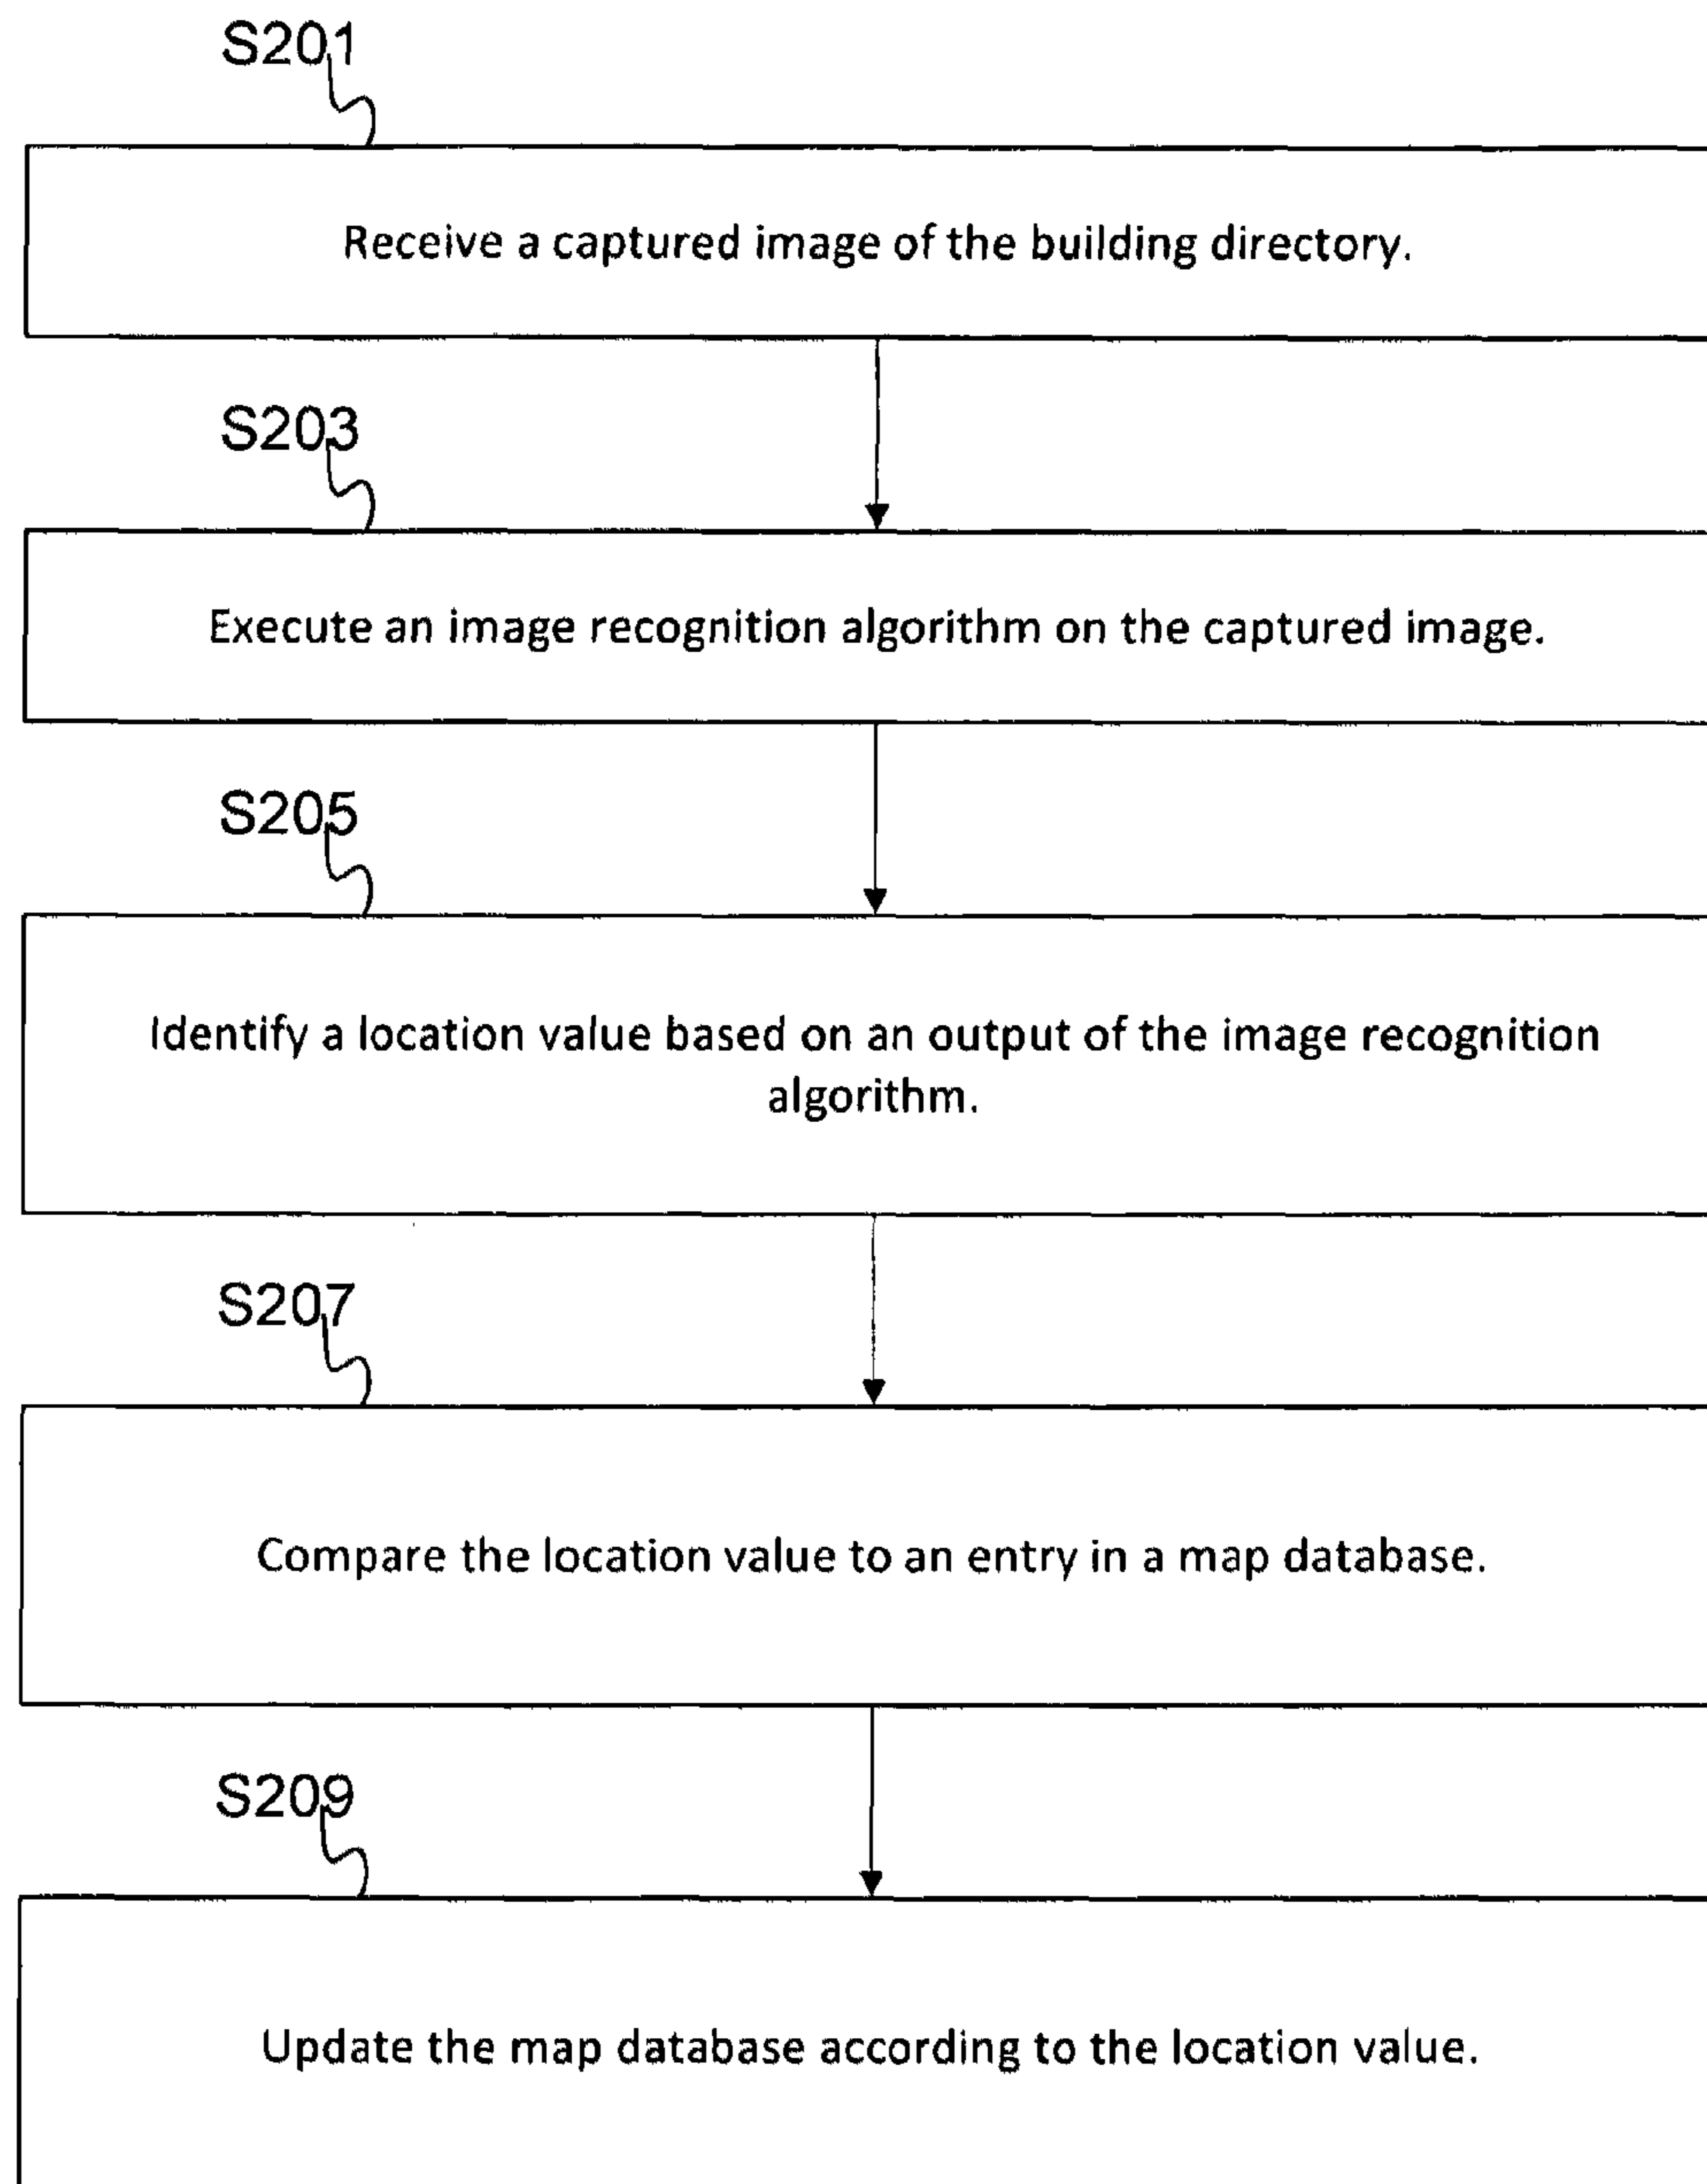 S201
Receive a captured image of the building directory.
S203
Execute an image recognition algorithm on the captured image.
S205
Identify a location value based on an output of the image recognition
algorithm.
S207
Compare the location value to an entry in a map database.
S209
Update the map database according to the location value.